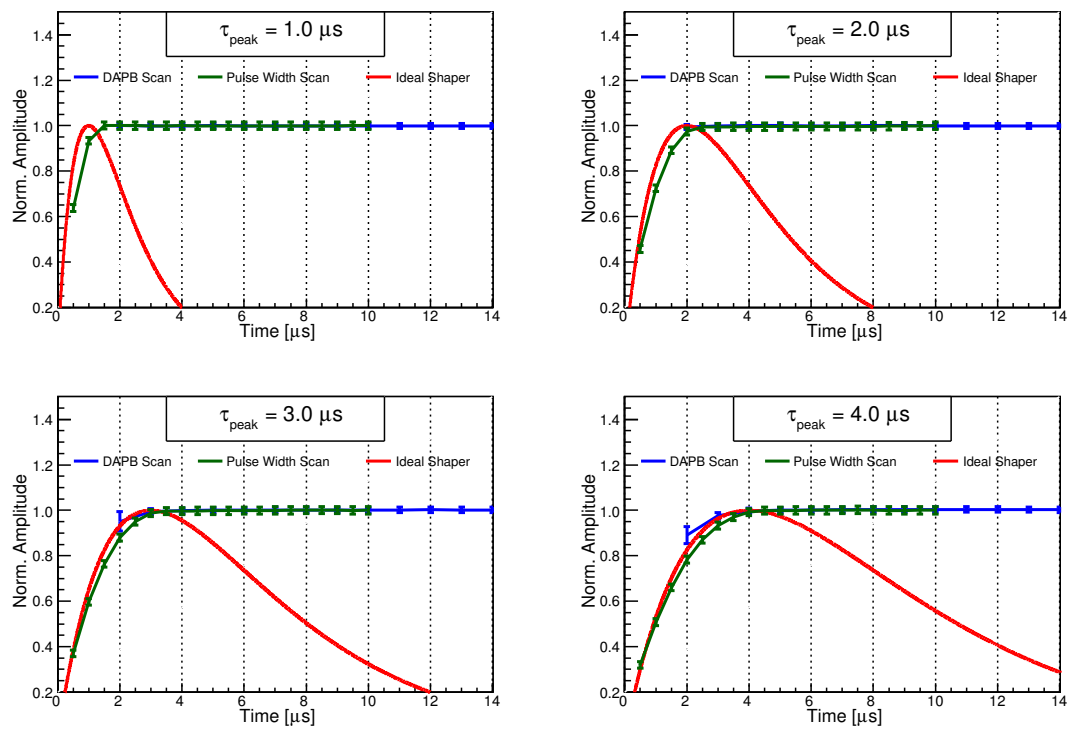 τpeak = 1.0 μs
DAPB Scan Pulse Width Scan Ideal Shaper
Norm. Amplitude
1.4
1.2
1.0
0.8
0.6
0.4
0.2
0 2 4 6 8 10 12 14
Time [μs]
τpeak = 2.0 μs
DAPB Scan Pulse Width Scan Ideal Shaper
Norm. Amplitude
1.4
1.2
1.0
0.8
0.6
0.4
0.2
0 2 4 6 8 10 12 14
Time [μs]
τpeak = 3.0 μs
DAPB Scan Pulse Width Scan Ideal Shaper
Norm. Amplitude
1.4
1.2
1.0
0.8
0.6
0.4
0.2
0 2 4 6 8 10 12 14
Time [μs]
τpeak = 4.0 μs
DAPB Scan Pulse Width Scan Ideal Shaper
Norm. Amplitude
1.4
1.2
1.0
0.8
0.6
0.4
0.2
0 2 4 6 8 10 12 14
Time [μs]